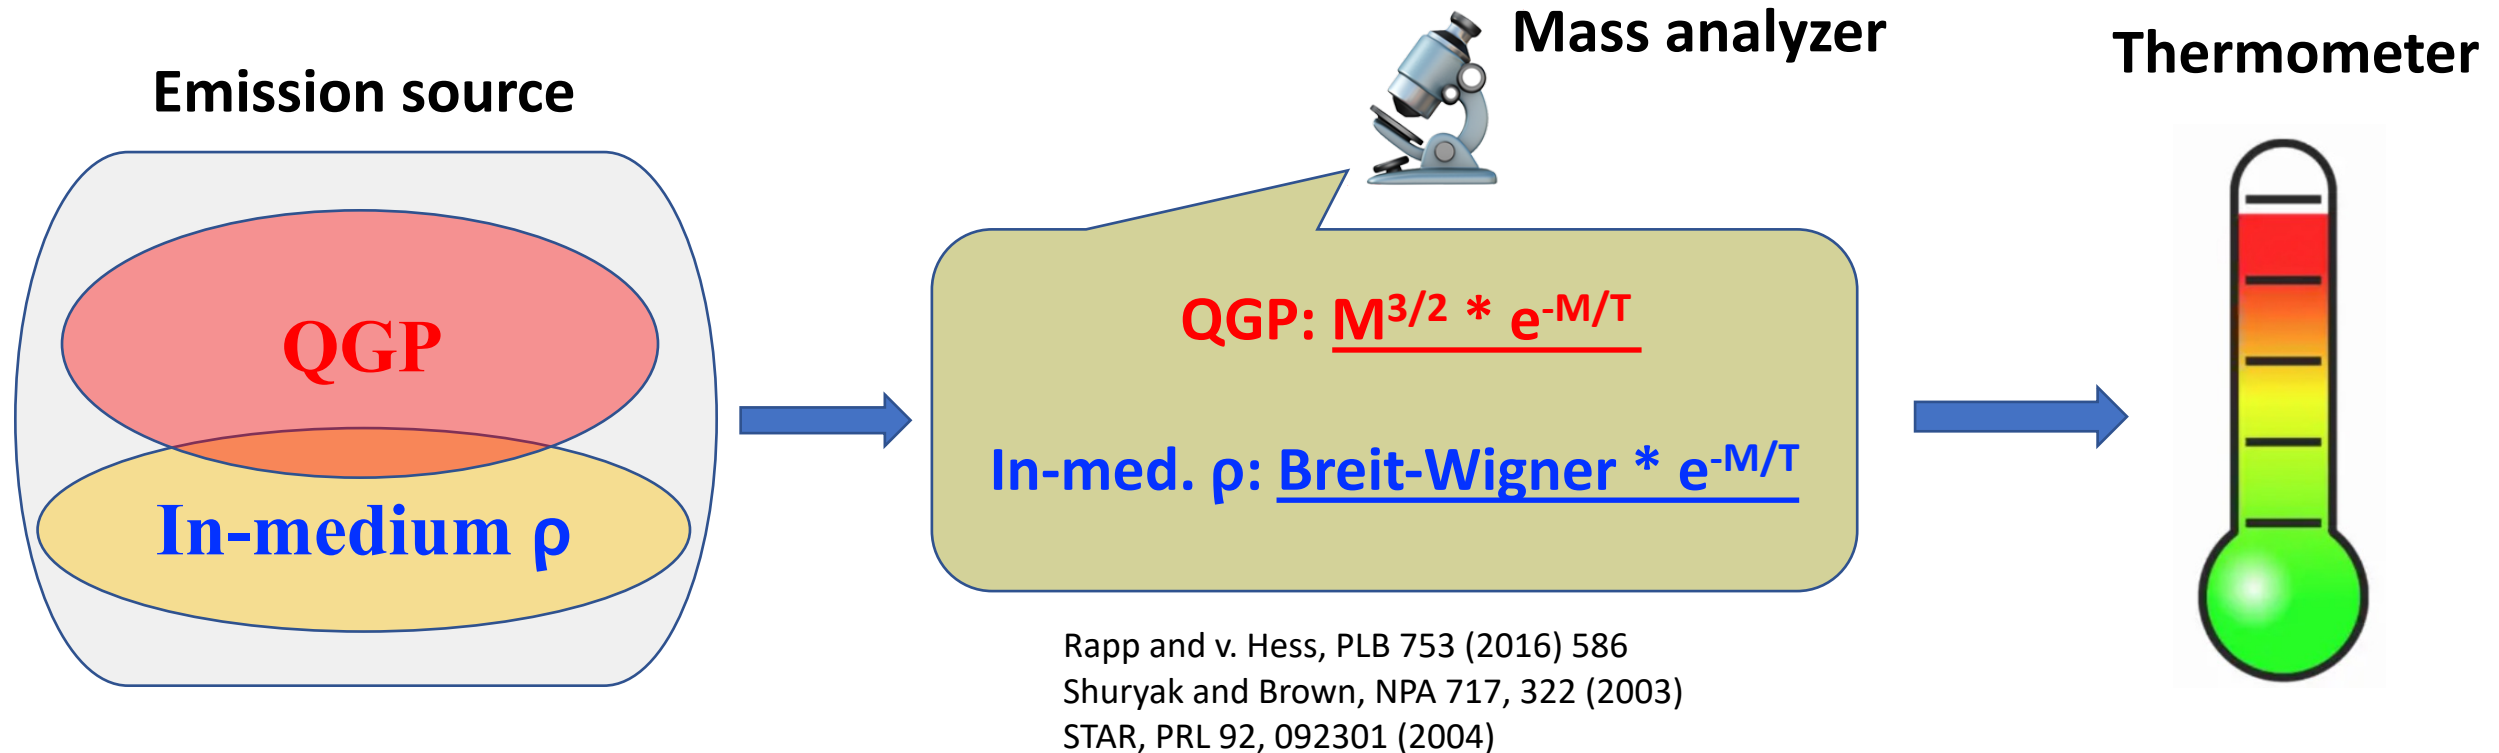 Emission source
QGP
In-medium ρ
Mass analyzer
QGP: M^3/2 * e^-M/T
In-med. ρ: Breit-Wigner * e^-M/T
Rapp and v. Hess, PLB 753 (2016) 586
Shuryak and Brown, NPA 717, 322 (2003)
STAR, PRL 92, 092301 (2004)
Thermometer